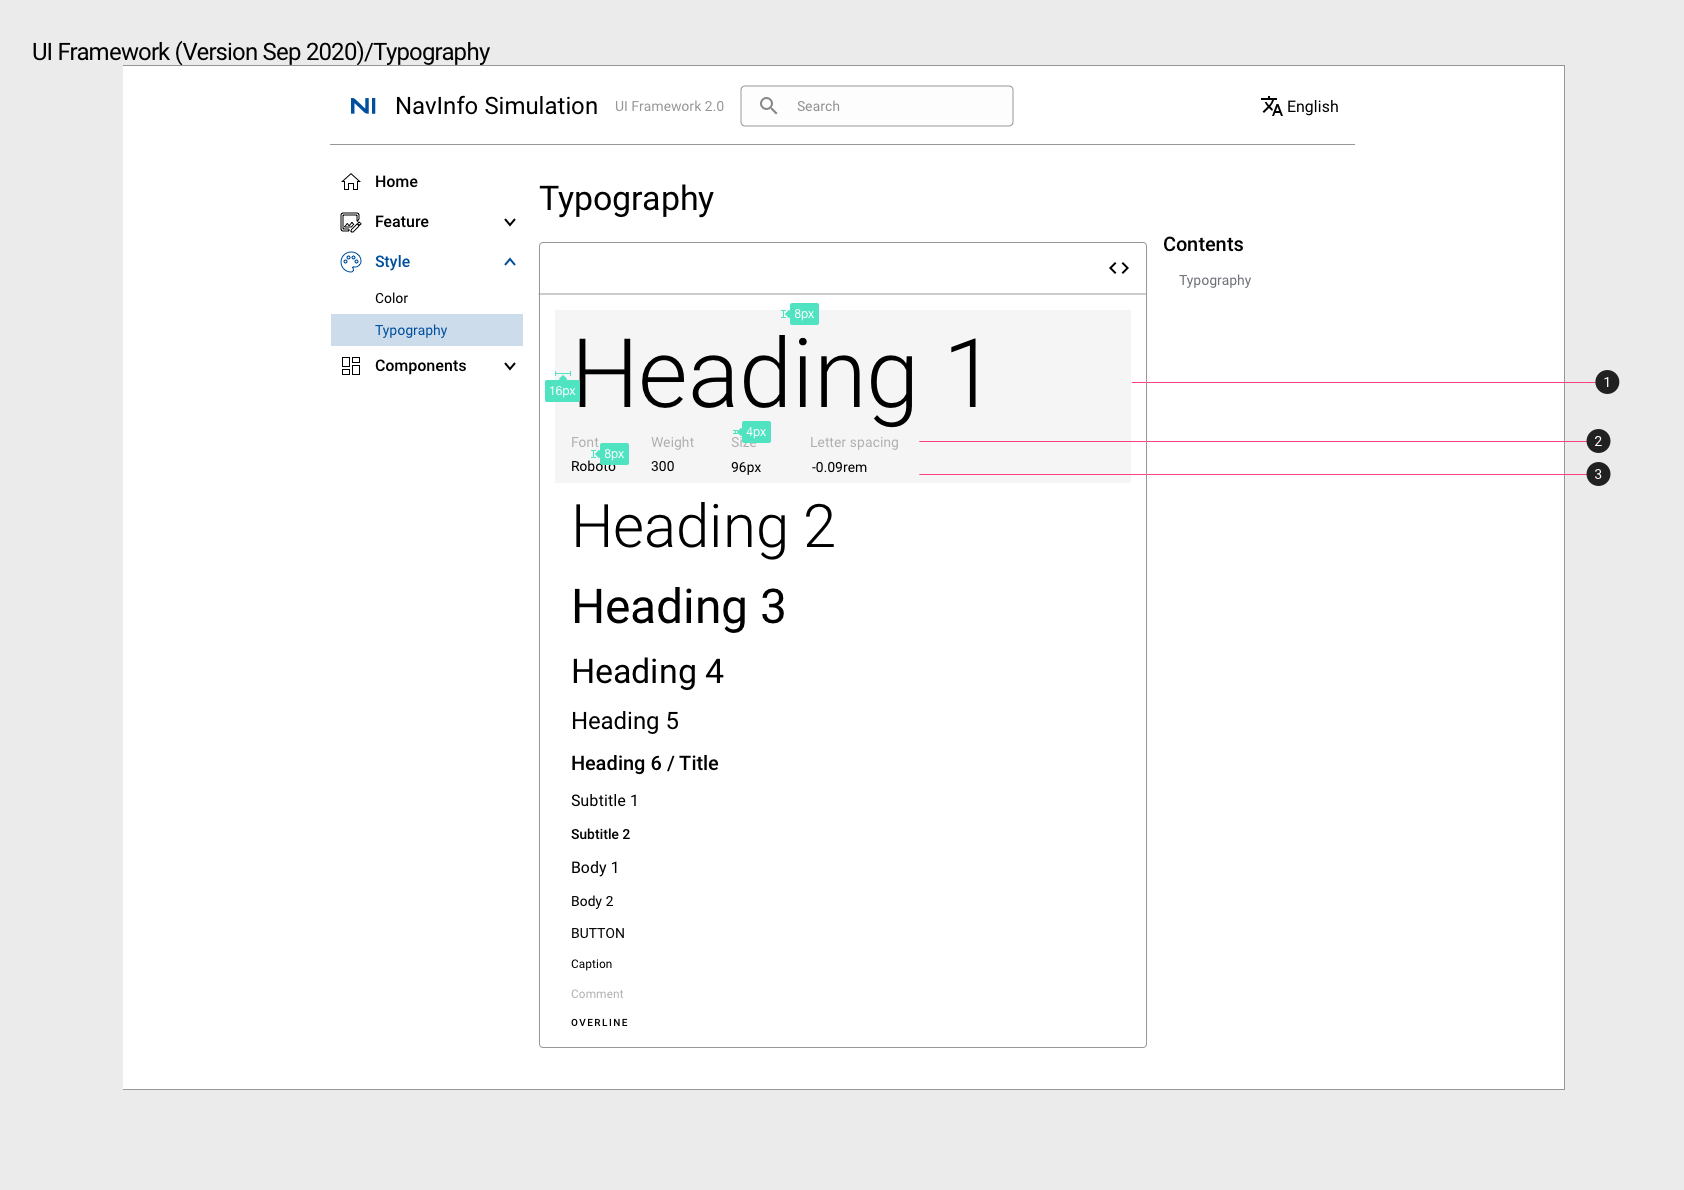 UI Framework (Version Sep 2020)/Typography
NI NavInfo Simulation UI Framework 2.0 Search English
Home
Feature
Style
Color
Typography
Components
Typography
Contents
Typography
8px
Heading 1
16px
1
4px
Font Weight Size Letter spacing
2
8px
Roboto 300 96px -0.09rem
3
Heading 2
Heading 3
Heading 4
Heading 5
Heading 6 / Title
Subtitle 1
Subtitle 2
Body 1
Body 2
BUTTON
Caption
Comment
OVERLINE